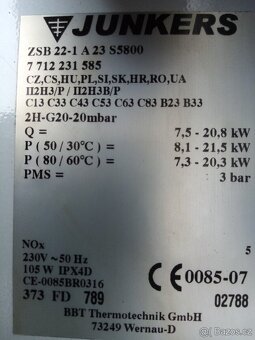 JUNKERS
ZSB 22-1 A 23 S5800
7 712 231 585
CZ,CS,HU,PL,SI,SK,HR,RO,UA
II2H3/P / II2H3B/P
C13 C33 C43 C53 C63 C83 B23 B33
2H-G20-20mbar
Q = 7,5 - 20,8 kW
P ( 50 / 30°C ) = 8,1 - 21,5 kW
P ( 80 / 60°C ) = 7,3 - 20,3 kW
PMS = 3 bar
NOx 5
230V ~ 50 Hz
105 W IPX4D
CE-0085BR0316
CE 0085-07
373 FD 789 02788
BBT Thermotechnik GMBH
73249 Wernau-D